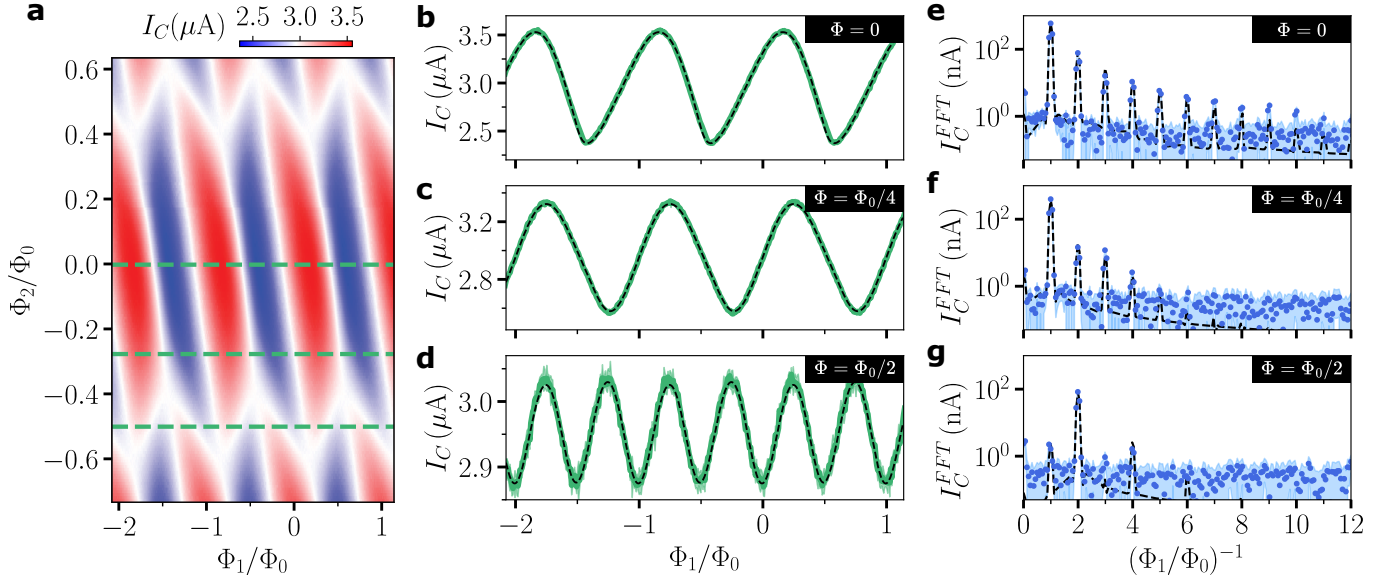 a
I_C(μA)
2.5 3.0 3.5
Φ_2/Φ_0
0.6
0.4
0.2
0.0
−0.2
−0.4
−0.6
−2 −1 0 1
Φ_1/Φ_0
b
Φ = 0
I_C (μA)
3.5
2.5
c
Φ = Φ_0/4
I_C (μA)
3.2
2.8
d
Φ = Φ_0/2
I_C (μA)
3.0
2.9
−2 −1 0 1
Φ_1/Φ_0
e
Φ = 0
I_C^{FFT} (nA)
10^2
10^0
f
Φ = Φ_0/4
I_C^{FFT} (nA)
10^2
10^0
g
Φ = Φ_0/2
I_C^{FFT} (nA)
10^2
10^0
0 2 4 6 8 10 12
(Φ_1/Φ_0)^{−1}